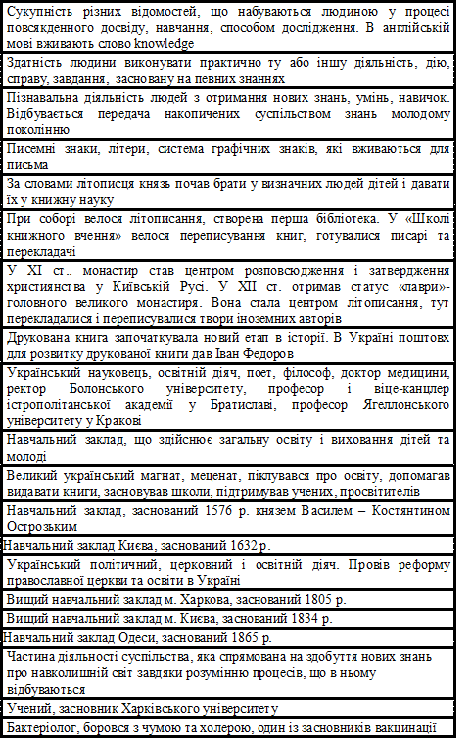 Сукупність різних відомостей, що набуваються людиною у процесі
повсякденного досвіду, навчання, способом дослідження. В англійській
мові вживають слово knowledge
Здатність людини виконувати практично ту або іншу діяльність, дію,
справу, завдання, засновану на певних знаннях
Пізнавальна діяльність людей з отримання нових знань, умінь, навичок.
Відбувається передача накопичених суспільством знань молодому
поколінню
Писемні знаки, літери, система графічних знаків, які вживаються для
письма
За словами літописця князь почав брати у визначних людей дітей і давати
їх у книжну науку
При соборі велося літописання, створена перша бібліотека. У «Школі
книжного вчення» велося переписування книг, готувалися писарі та
перекладачі
У XI ст.. монастир став центром розповсюдження і затвердження
християнства у Київській Русі. У XII ст. отримав статус «лаври»-
головного великого монастиря. Вона стала центром літописання, тут
перекладалися і переписувалися твори іноземних авторів
Друкована книга започаткувала новий етап в історії. В Україні поштовх
для розвитку друкованої книги дав Іван Федоров
Український науковець, освітній діяч, поет, філософ, доктор медицини,
ректор Болонського університету, професор і віце-канцлер
істрополітанської академії у Братиславі, професор Ягеллонського
університету у Кракові
Навчальний заклад, що здійснює загальну освіту і виховання дітей та
молоді
Великий український магнат, меценат, піклувався про освіту, допомагав
видавати книги, засновував школи, підтримував учених, просвітителів
Навчальний заклад, заснований 1576 р. князем Василем – Костянтином
Острозьким
Навчальний заклад Києва, заснований 1632р.
Український політичний, церковний і освітній діяч. Провів реформу
православної церкви та освіти в Україні
Вищий навчальний заклад м. Харкова, заснований 1805 р.
Вищий навчальний заклад м. Києва, заснований 1834 р.
Навчальний заклад Одеси, заснований 1865 р.
Частина діяльності суспільства, яка спрямована на здобуття нових знань
про навколишній світ завдяки розумінню процесів, що в ньому
відбуваються
Учений, засновник Харківського університету
Бактеріолог, боровся з чумою та холерою, один із засновників вакцинації